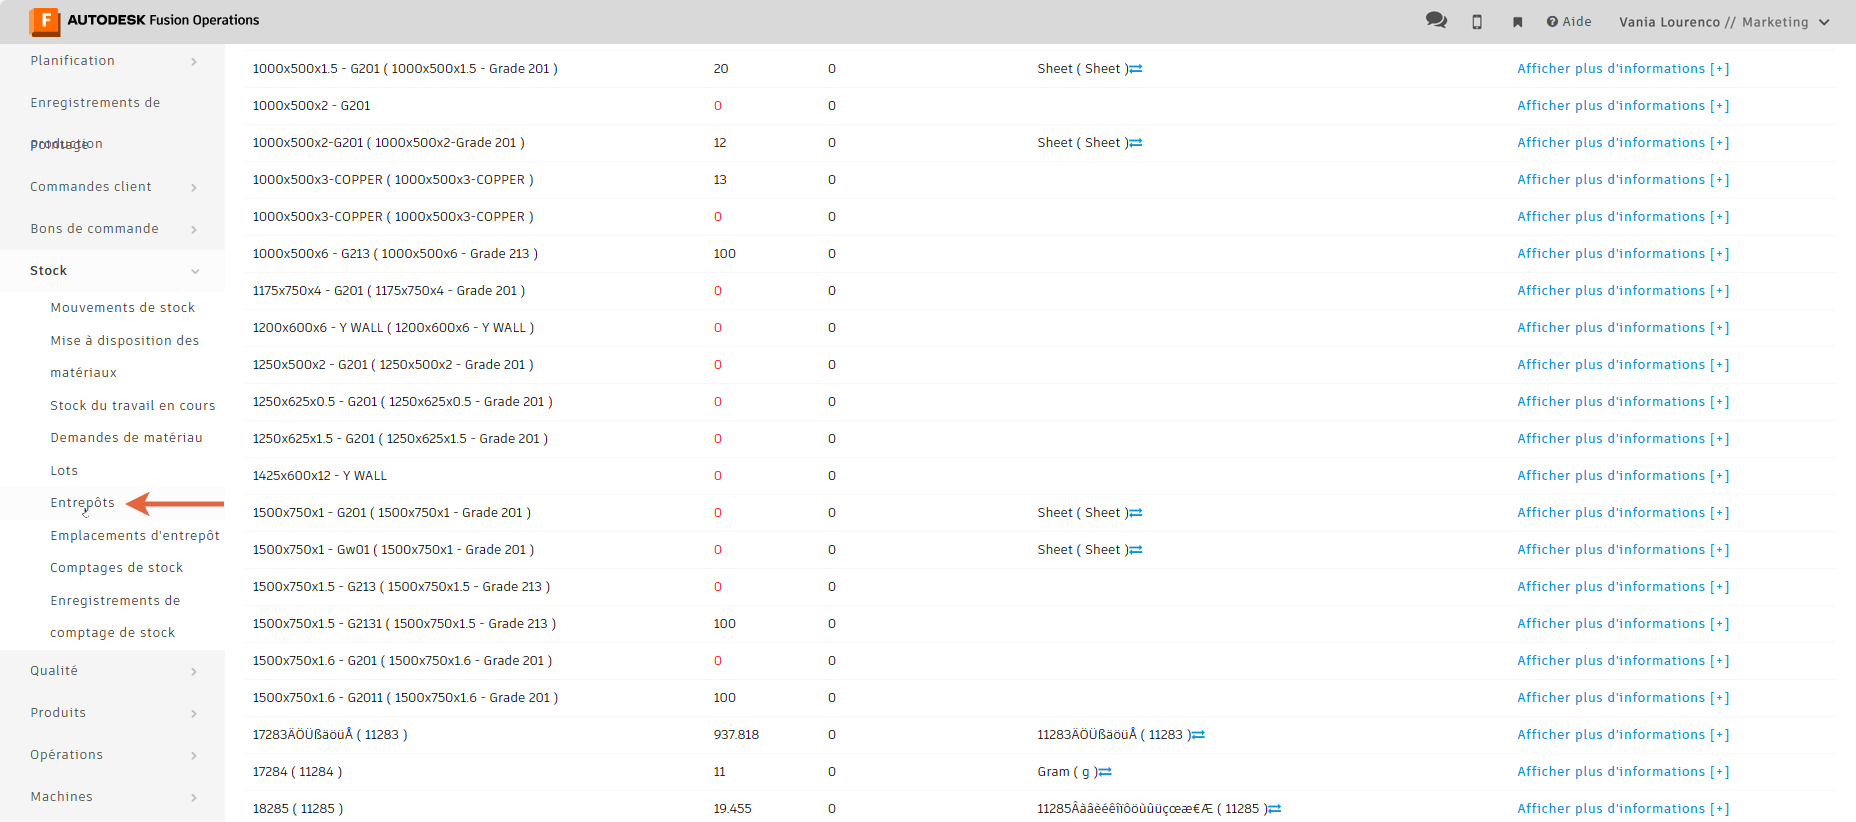 F AUTODESK Fusion Operations
Aide
Vania Lourenco // Marketing
Planification
Enregistrements de
production
Pointage
Commandes client
Bons de commande
Stock
Mouvements de stock
Mise à disposition des
matériaux
Stock du travail en cours
Demandes de matériau
Lots
Entrepôts
Emplacements d'entrepôt
Comptages de stock
Enregistrements de
comptage de stock
Qualité
Produits
Opérations
Machines
1000x500x1.5 - G201 ( 1000x500x1.5 - Grade 201 ) 20 0 Sheet ( Sheet ) Afficher plus d'informations [+]
1000x500x2 - G201 0 0 Afficher plus d'informations [+]
1000x500x2-G201 ( 1000x500x2-Grade 201 ) 12 0 Sheet ( Sheet ) Afficher plus d'informations [+]
1000x500x3-COPPER ( 1000x500x3-COPPER ) 13 0 Afficher plus d'informations [+]
1000x500x3-COPPER ( 1000x500x3-COPPER ) 0 0 Afficher plus d'informations [+]
1000x500x6 - G213 ( 1000x500x6 - Grade 213 ) 100 0 Afficher plus d'informations [+]
1175x750x4 - G201 ( 1175x750x4 - Grade 201 ) 0 0 Afficher plus d'informations [+]
1200x600x6 - Y WALL ( 1200x600x6 - Y WALL ) 0 0 Afficher plus d'informations [+]
1250x500x2 - G201 ( 1250x500x2 - Grade 201 ) 0 0 Afficher plus d'informations [+]
1250x625x0.5 - G201 ( 1250x625x0.5 - Grade 201 ) 0 0 Afficher plus d'informations [+]
1250x625x1.5 - G201 ( 1250x625x1.5 - Grade 201 ) 0 0 Afficher plus d'informations [+]
1425x600x12 - Y WALL 0 0 Afficher plus d'informations [+]
1500x750x1 - G201 ( 1500x750x1 - Grade 201 ) 0 0 Sheet ( Sheet ) Afficher plus d'informations [+]
1500x750x1 - Gw01 ( 1500x750x1 - Grade 201 ) 0 0 Sheet ( Sheet ) Afficher plus d'informations [+]
1500x750x1.5 - G213 ( 1500x750x1.5 - Grade 213 ) 0 0 Afficher plus d'informations [+]
1500x750x1.5 - G2131 ( 1500x750x1.5 - Grade 213 ) 100 0 Afficher plus d'informations [+]
1500x750x1.6 - G201 ( 1500x750x1.6 - Grade 201 ) 0 0 Afficher plus d'informations [+]
1500x750x1.6 - G2011 ( 1500x750x1.6 - Grade 201 ) 100 0 Afficher plus d'informations [+]
17283ÄÖÜßäöüÅ ( 11283 ) 937.818 0 11283ÄÖÜßäöüÅ ( 11283 ) Afficher plus d'informations [+]
17284 ( 11284 ) 11 0 Gram ( g ) Afficher plus d'informations [+]
18285 ( 11285 ) 19.455 0 11285Âàâèéêîïôöùûüçœæ€Æ ( 11285 ) Afficher plus d'informations [+]